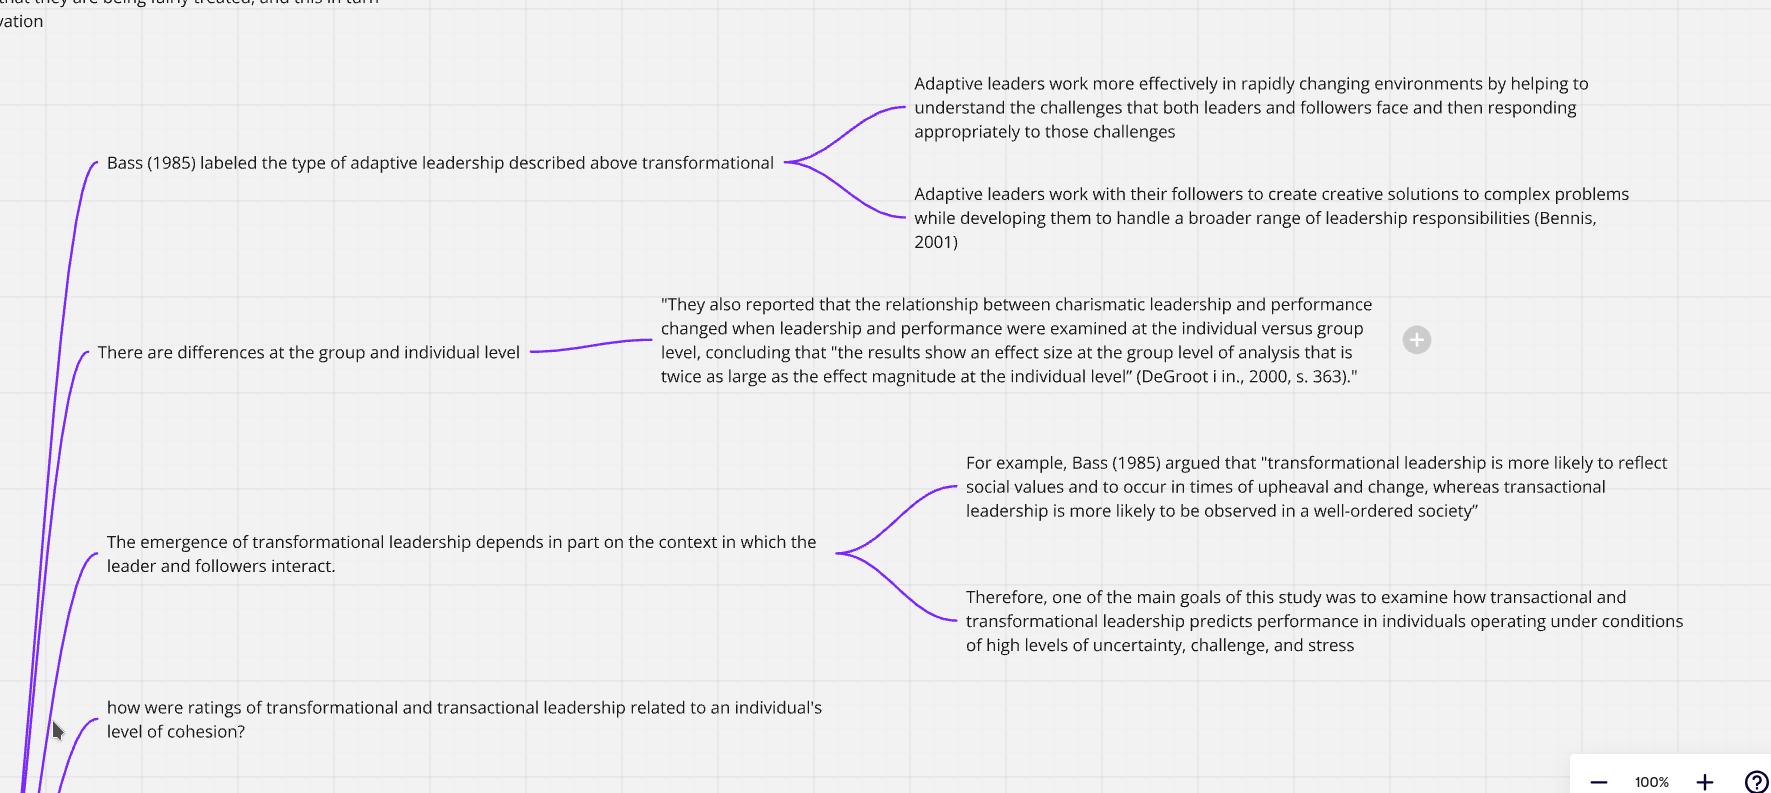 that they are being fairly treated, and this in turn
vation
Adaptive leaders work more effectively in rapidly changing environments by helping to
understand the challenges that both leaders and followers face and then responding
appropriately to those challenges
Bass (1985) labeled the type of adaptive leadership described above transformational
Adaptive leaders work with their followers to create creative solutions to complex problems
while developing them to handle a broader range of leadership responsibilities (Bennis,
2001)
"They also reported that the relationship between charismatic leadership and performance
changed when leadership and performance were examined at the individual versus group
level, concluding that "the results show an effect size at the group level of analysis that is
twice as large as the effect magnitude at the individual level” (DeGroot i in., 2000, s. 363)."
There are differences at the group and individual level
For example, Bass (1985) argued that "transformational leadership is more likely to reflect
social values and to occur in times of upheaval and change, whereas transactional
leadership is more likely to be observed in a well-ordered society”
The emergence of transformational leadership depends in part on the context in which the
leader and followers interact.
Therefore, one of the main goals of this study was to examine how transactional and
transformational leadership predicts performance in individuals operating under conditions
of high levels of uncertainty, challenge, and stress
how were ratings of transformational and transactional leadership related to an individual's
level of cohesion?
100%